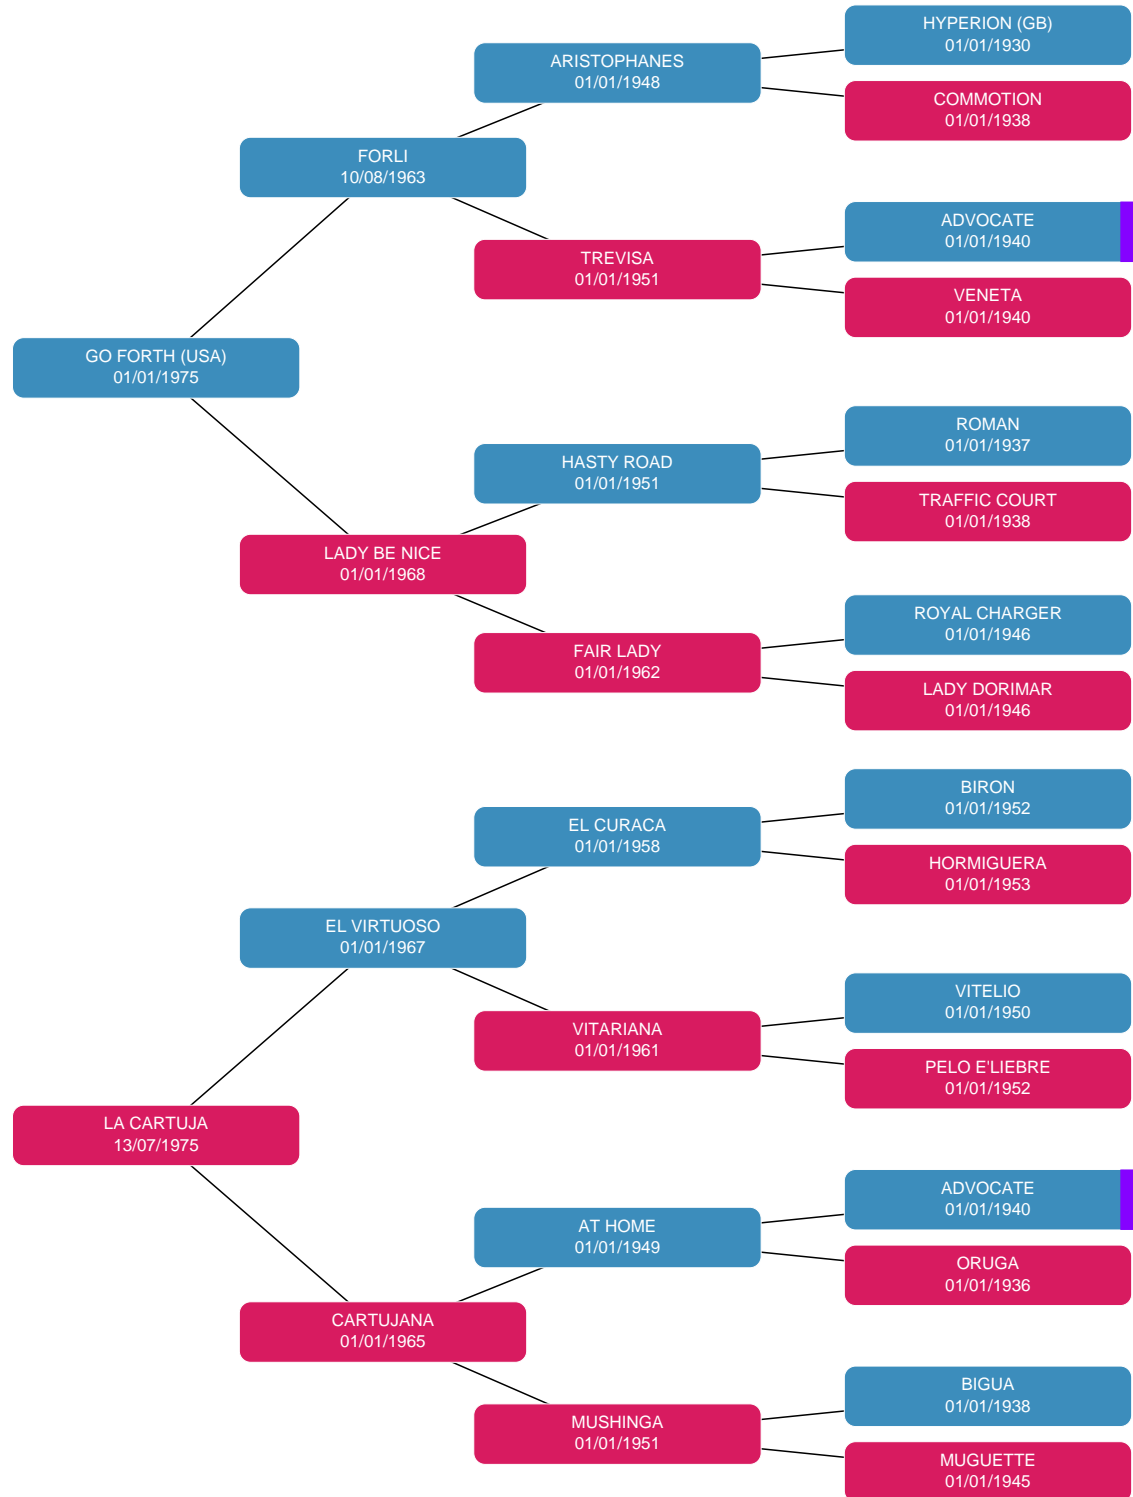 HYPERION (GB)
01/01/1930
ARISTOPHANES
01/01/1948
COMMOTION
01/01/1938
FORLI
10/08/1963
ADVOCATE
01/01/1940
TREVISA
01/01/1951
VENETA
01/01/1940
GO FORTH (USA)
01/01/1975
ROMAN
01/01/1937
HASTY ROAD
01/01/1951
TRAFFIC COURT
01/01/1938
LADY BE NICE
01/01/1968
ROYAL CHARGER
01/01/1946
FAIR LADY
01/01/1962
LADY DORIMAR
01/01/1946
BIRON
01/01/1952
EL CURACA
01/01/1958
HORMIGUERA
01/01/1953
EL VIRTUOSO
01/01/1967
VITELIO
01/01/1950
VITARIANA
01/01/1961
PELO E'LIEBRE
01/01/1952
LA CARTUJA
13/07/1975
ADVOCATE
01/01/1940
AT HOME
01/01/1949
ORUGA
01/01/1936
CARTUJANA
01/01/1965
BIGUA
01/01/1938
MUSHINGA
01/01/1951
MUGUETTE
01/01/1945